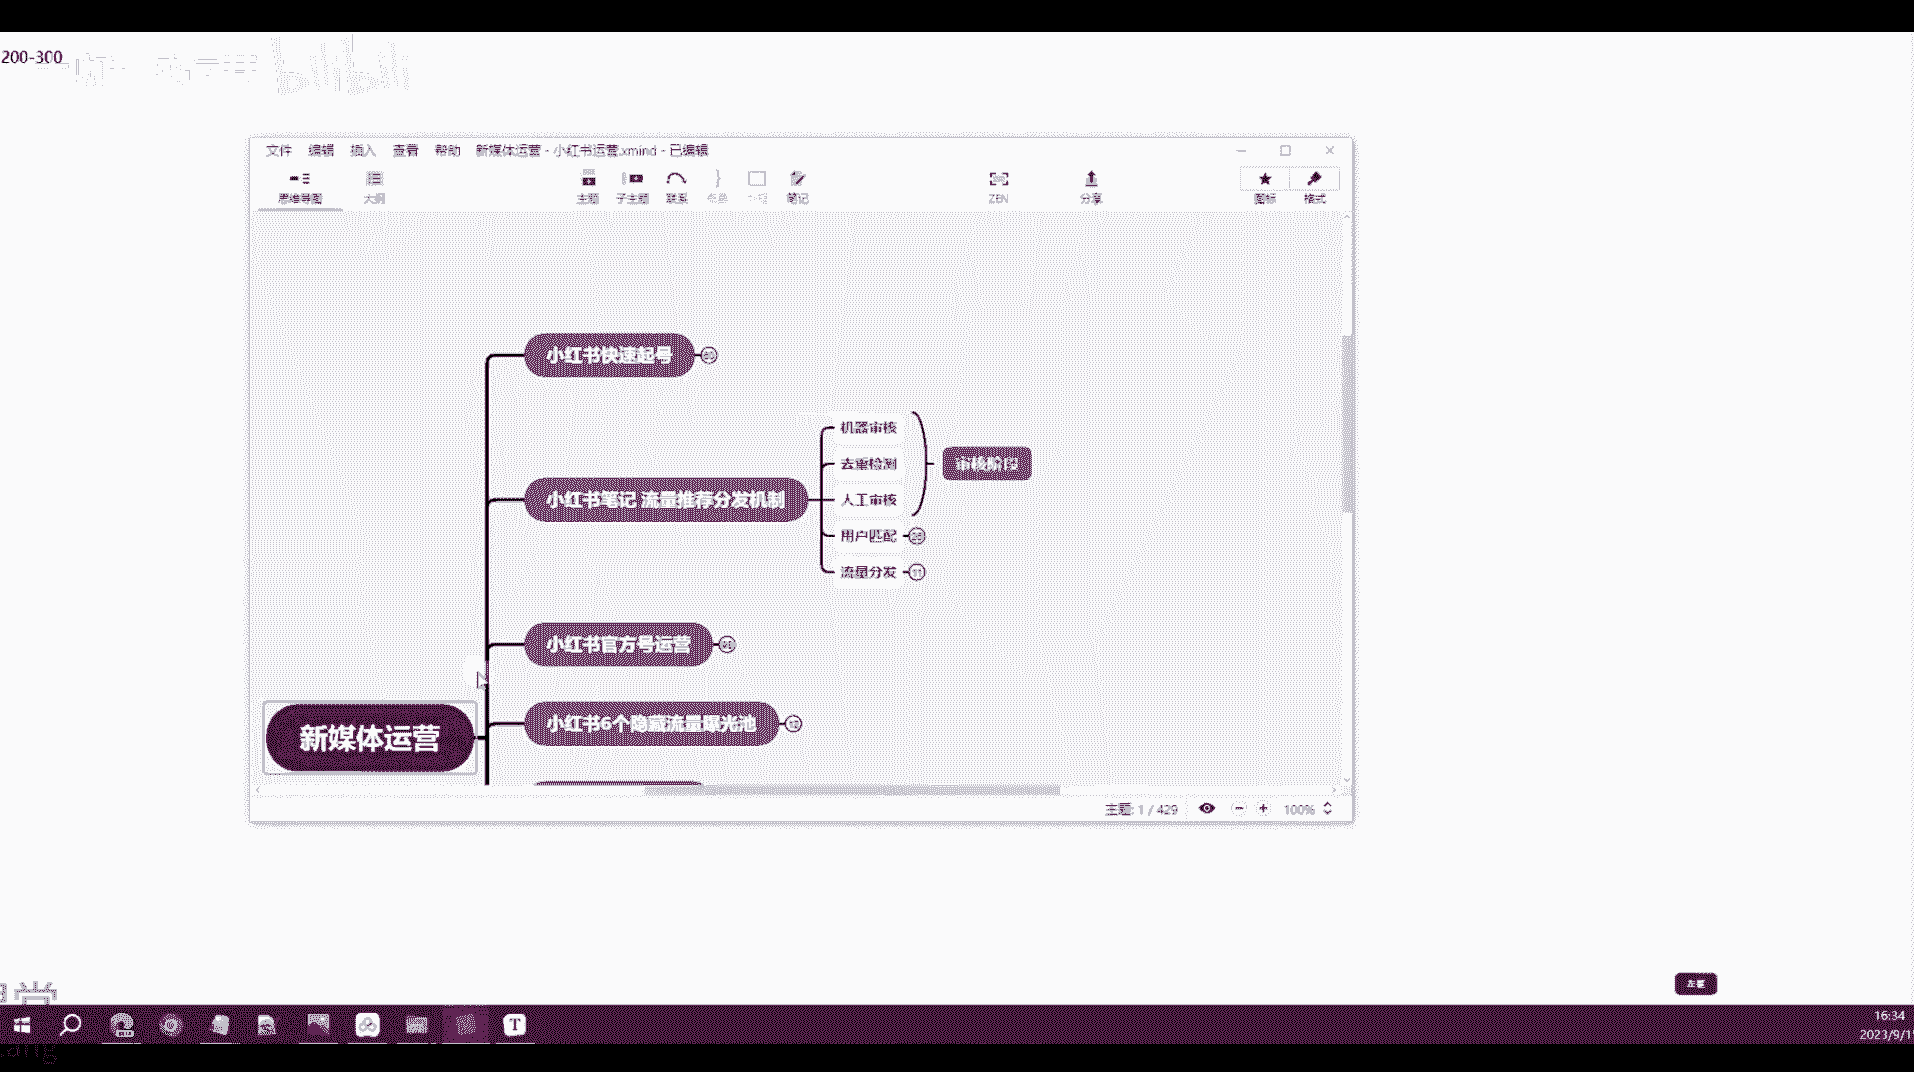 200-300
bilibili
文件 编辑 插入 查看 帮助 新媒体运营 - 小红书运营.xmind - 已编辑
思维导图 大纲 主题 子主题 联系 笔记 ZEN 分享 图标 格式
小红书快速起号
机器审核
去重检测
审核阶段
小红书笔记 流量推荐分发机制
人工审核
用户匹配
流量分发 11
小红书官方号运营
小红书6个隐藏流量曝光池
新媒体运营
主题: 1 / 429 100%
T
16:34
2023/9/1